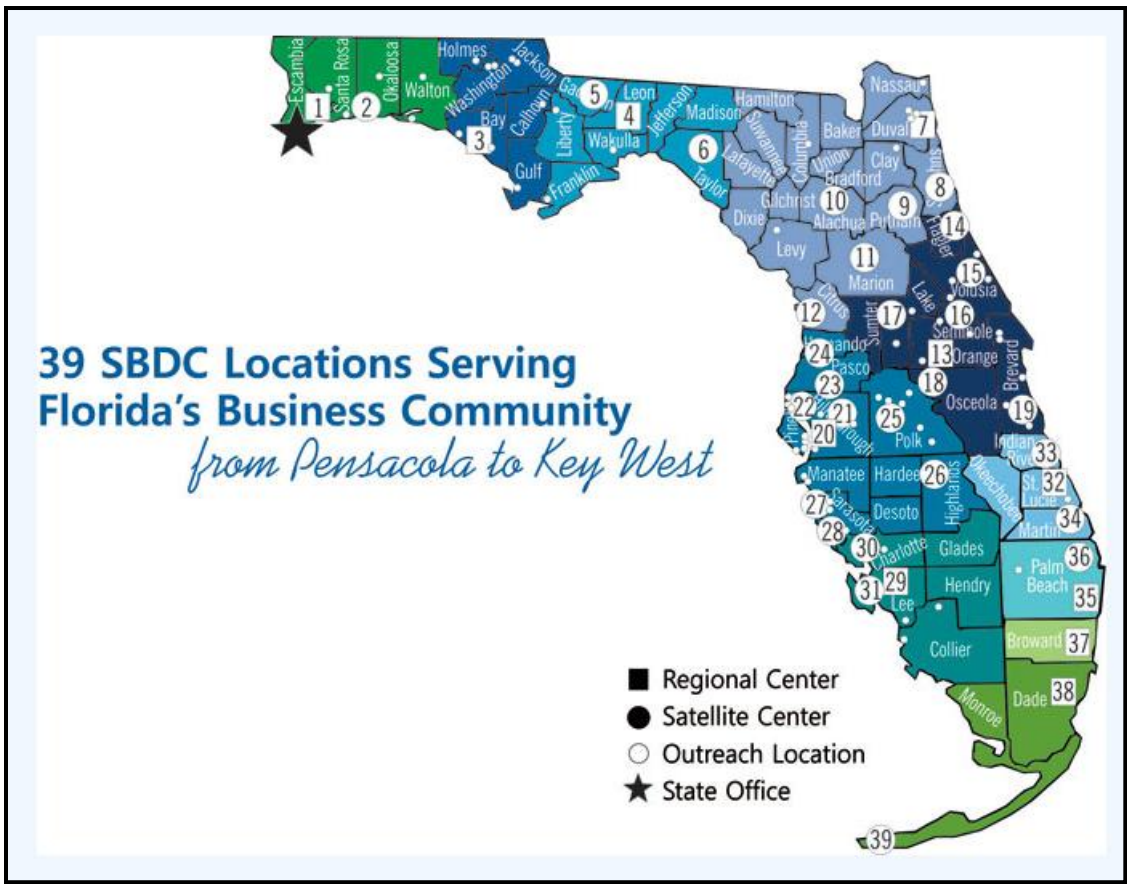 39 SBDC Locations Serving
Florida's Business Community
from Pensacola to Key West
Escambia
Santa Rosa
Okaloosa
Walton
Holmes
Washington
Jackson
Bay
Calhoun
Gulf
Liberty
Franklin
Leon
Wakulla
Jefferson
Madison
Taylor
Hamilton
Suwannee
Lafayette
Columbia
Baker
Union
Bradford
Nassau
Duval
Clay
Gilchrist
Dixie
Alachua
Putnam
Flagler
Levy
Marion
Citrus
Sumter
Lake
Volusia
Seminole
Orange
Brevard
Osceola
Pasco
Polk
Indian
Manatee
Hardee
Highlands
Okeechobee
St.
Lucie
Sarasota
Desoto
Martin
Charlotte
Glades
Lee
Hendry
Palm
Beach
Collier
Broward
Monroe
Dade
1
2
3
4
5
6
7
8
9
10
11
12
13
14
15
16
17
18
19
20
21
22
23
24
25
26
27
28
29
30
31
32
33
34
35
36
37
38
39
Regional Center
Satellite Center
Outreach Location
State Office